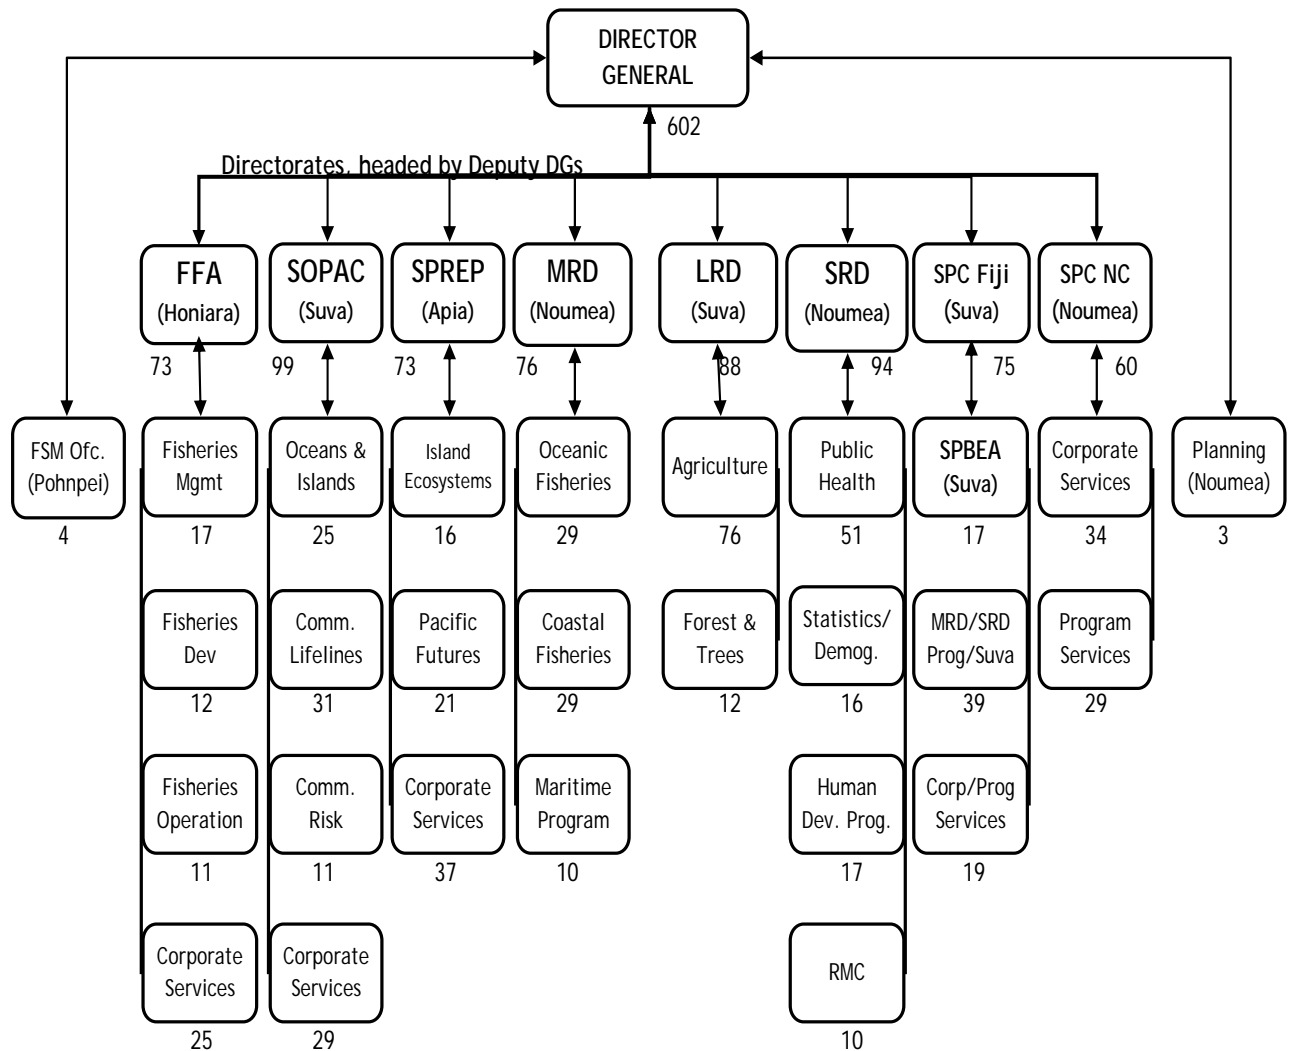 DIRECTOR
GENERAL
602
Directorates, headed by Deputy DGs
FFA
(Honiara)
SOPAC
(Suva)
SPREP
(Apia)
MRD
(Noumea)
LRD
(Suva)
SRD
(Noumea)
SPC Fiji
(Suva)
SPC NC
(Noumea)
73
99
73
76
88
94
75
60
FSM Ofc.
(Pohnpei)
Fisheries
Mgmt
Oceans &
Islands
Island
Ecosystems
Oceanic
Fisheries
Agriculture
Public
Health
SPBEA
(Suva)
Corporate
Services
Planning
(Noumea)
4
17
25
16
29
76
51
17
34
3
Fisheries
Dev
Comm.
Lifelines
Pacific
Futures
Coastal
Fisheries
Forest &
Trees
Statistics/
Demog.
MRD/SRD
Prog/Suva
Program
Services
12
31
21
29
12
16
39
29
Fisheries
Operation
Comm.
Risk
Corporate
Services
Maritime
Program
Human
Dev. Prog.
Corp/Prog
Services
11
11
37
10
17
19
Corporate
Services
Corporate
Services
RMC
25
29
10